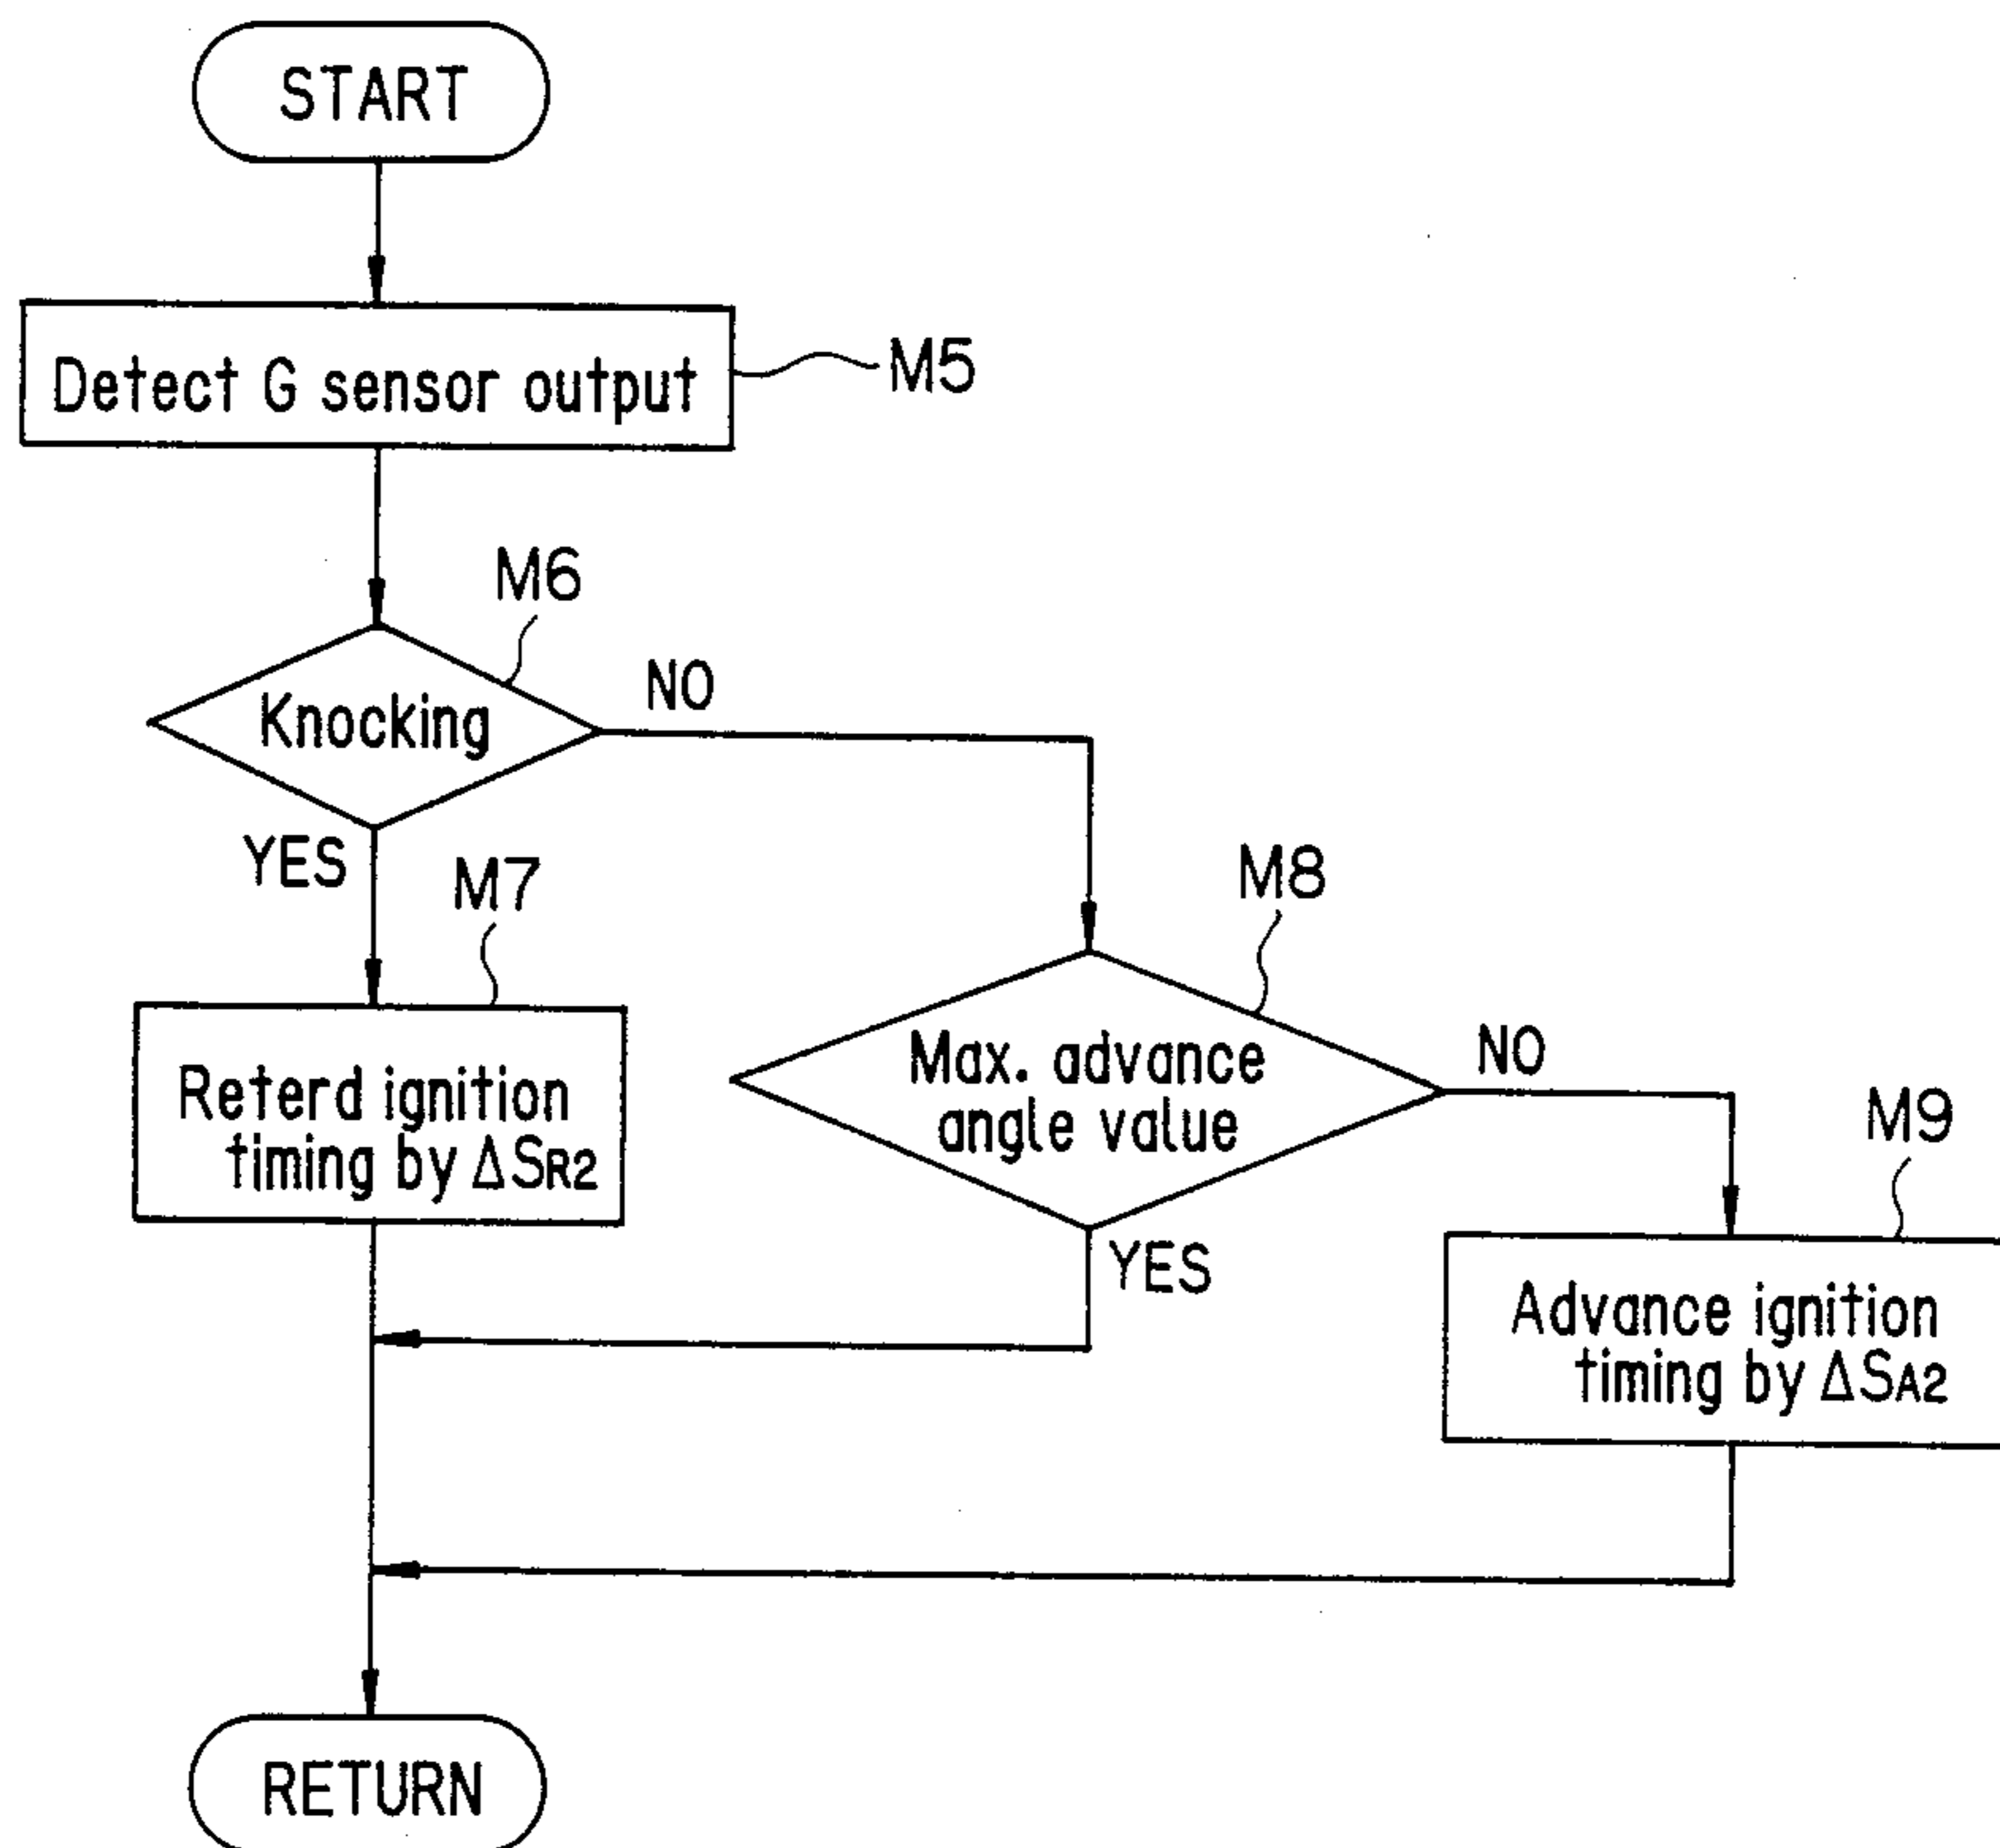 START
Detect G sensor output
M5
M6
Knocking
NO
YES
M7
M8
Reterd ignition
timing by ΔSR2
Max. advance
angle value
NO
M9
YES
Advance ignition
timing by ΔSA2
RETURN